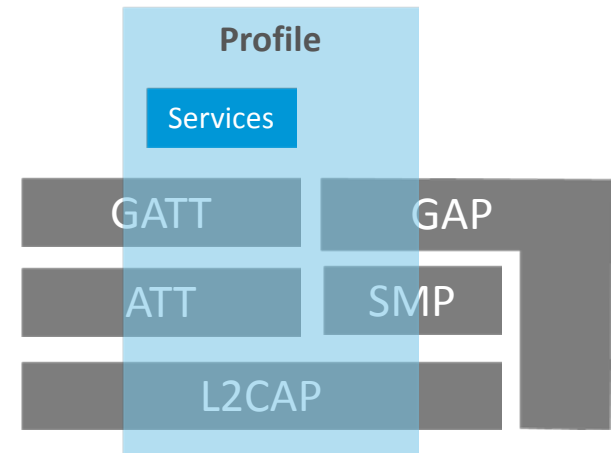 Profile
Services
GATT
GAP
ATT
SMP
L2CAP